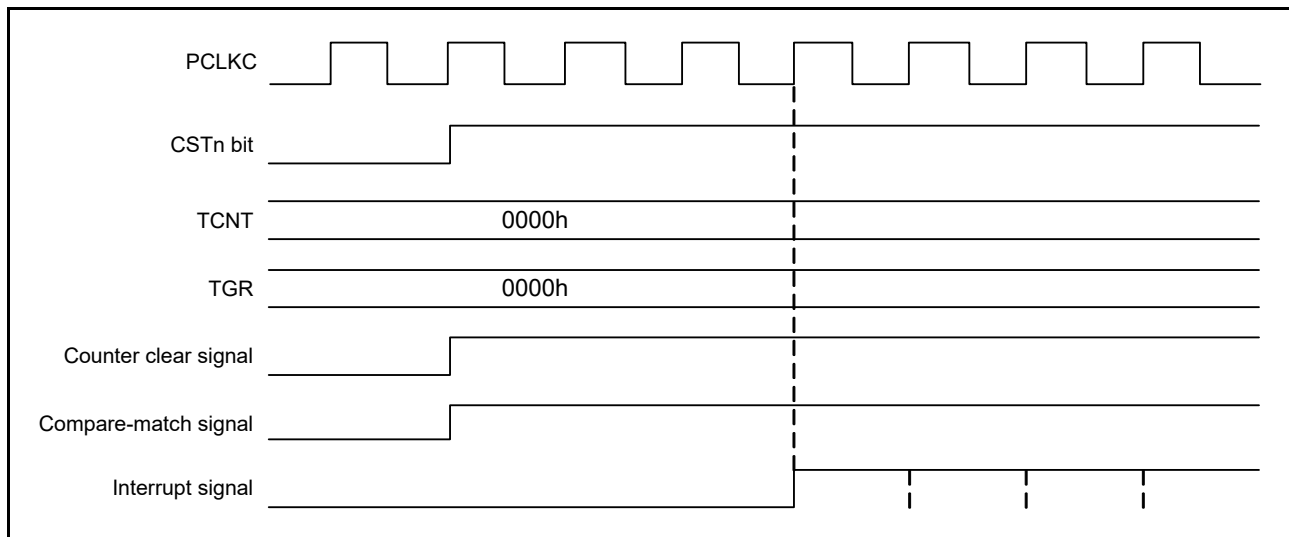 PCLKC
CSTn bit
TCNT
0000h
TGR
0000h
Counter clear signal
Compare-match signal
Interrupt signal